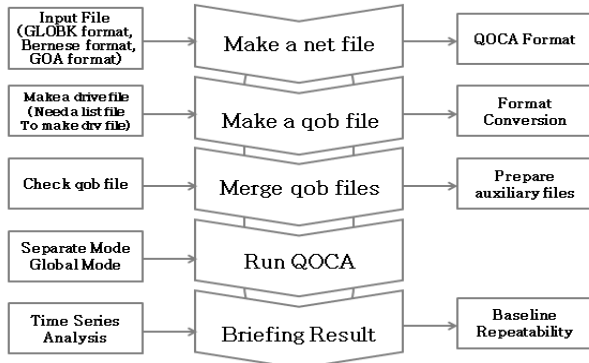 Input File
(GLOBK format,
Bernese format,
GOA format)
Make a net file
QOCA Format
Make a drive file
(Need a list file
To make drv file)
Make a qob file
Format
Conversion
Check qob file
Merge qob files
Prepare
auxiliary files
Separate Mode
Global Mode
Run QOCA
Time Series
Analysis
Briefing Result
Baseline
Repeatability